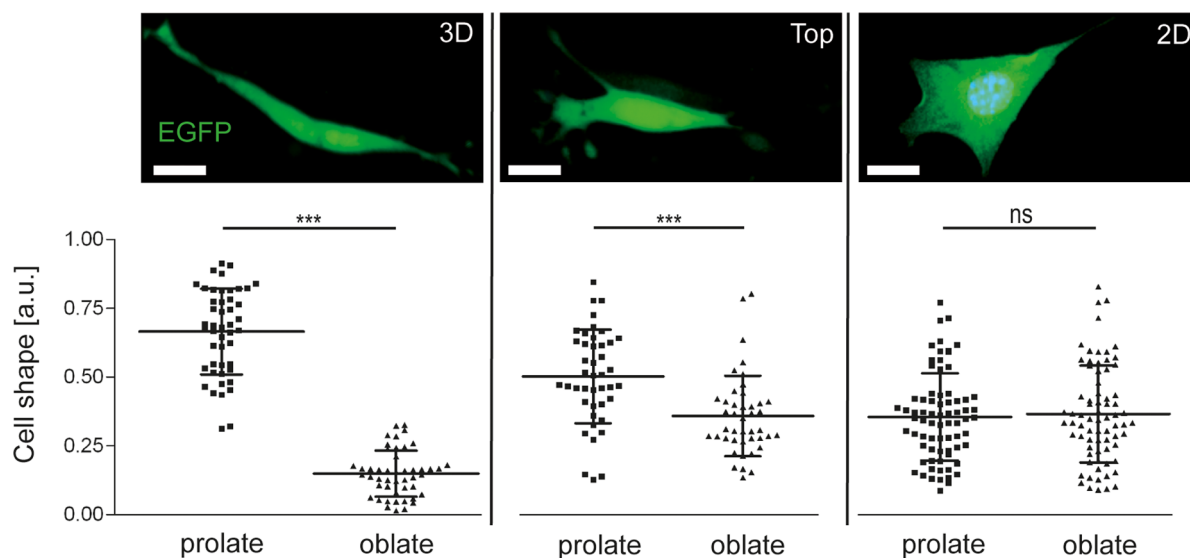 3D
EGFP
Top
2D
***
***
ns
Cell shape [a.u.]
1.00
0.75
0.50
0.25
0.00
prolate
oblate
prolate
oblate
prolate
oblate